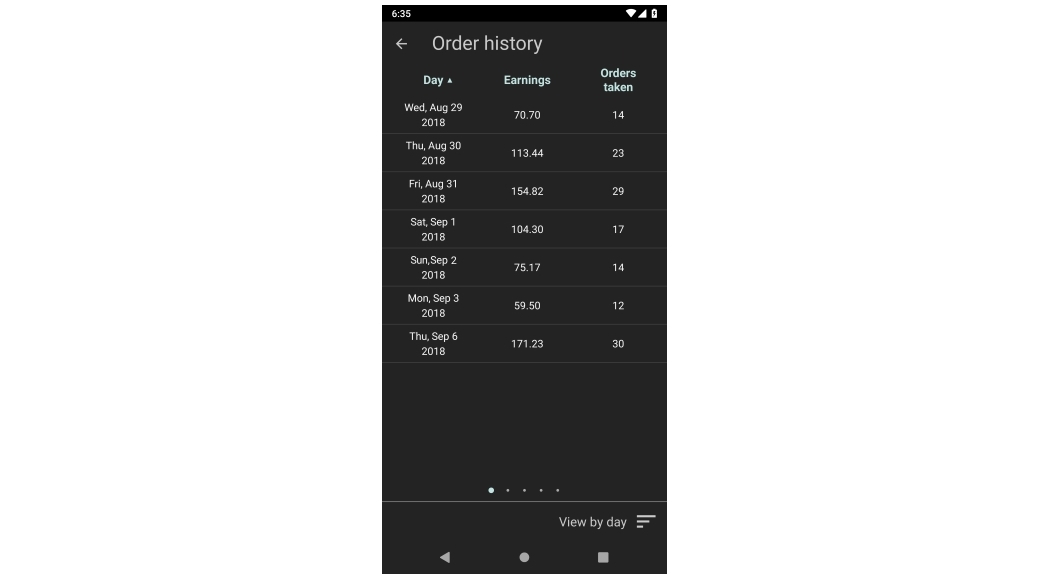 6:35
Order history
Day ▲ Earnings Orders
taken
Wed, Aug 29
2018 70.70 14
Thu, Aug 30
2018 113.44 23
Fri, Aug 31
2018 154.82 29
Sat, Sep 1
2018 104.30 17
Sun,Sep 2
2018 75.17 14
Mon, Sep 3
2018 59.50 12
Thu, Sep 6
2018 171.23 30
View by day